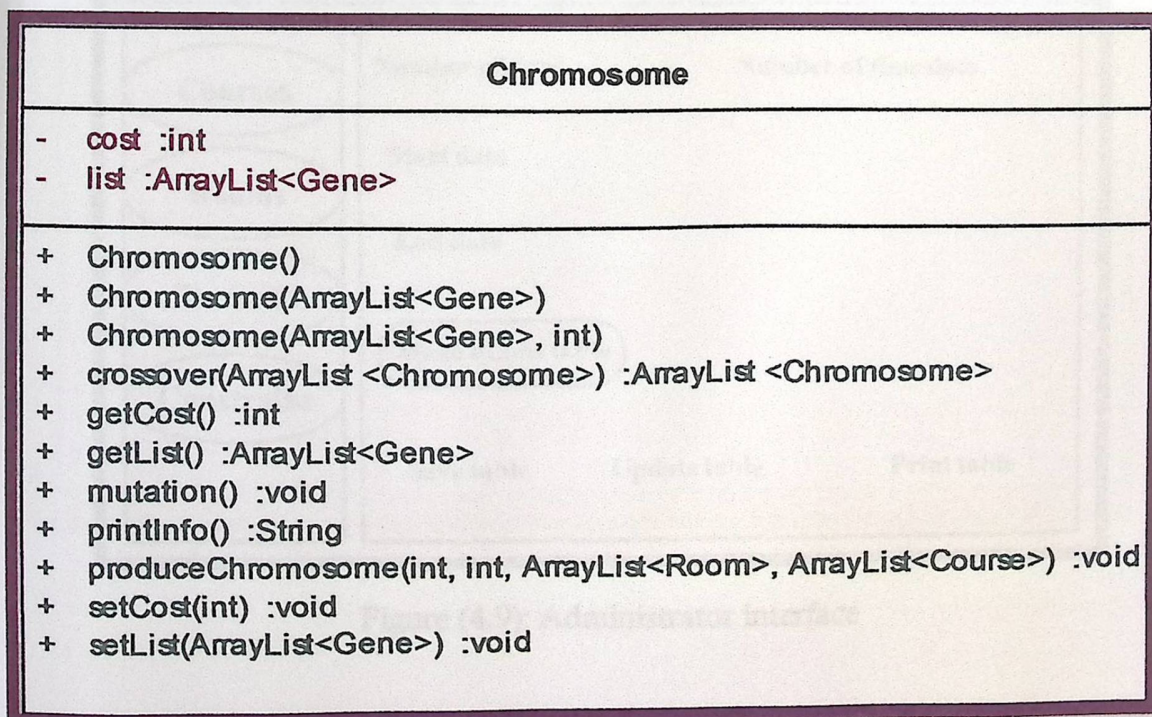 Chromosome
- cost :int
- list :ArrayList<Gene>
+ Chromosome()
+ Chromosome(ArrayList<Gene>)
+ Chromosome(ArrayList<Gene>, int)
+ crossover(ArrayList <Chromosome>) :ArrayList <Chromosome>
+ getCost() :int
+ getList() :ArrayList<Gene>
+ mutation() :void
+ printInfo() :String
+ produceChromosome(int, int, ArrayList<Room>, ArrayList<Course>) :void
+ setCost(int) :void
+ setList(ArrayList<Gene>) :void
Update table
Print table
Figure (4.9): Administrator interface